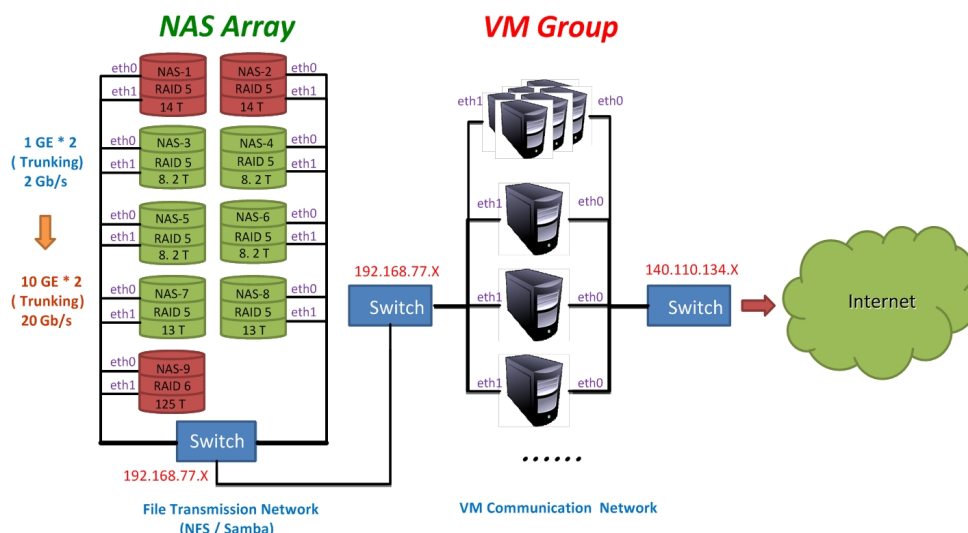 NAS Array
VM Group
eth0
NAS-1
RAID 5
14 T
eth1
NAS-2
RAID 5
14 T
eth0
eth1
1 GE * 2
( Trunking)
2 Gb/s
eth0
NAS-3
RAID 5
8. 2 T
eth1
NAS-4
RAID 5
8. 2 T
eth0
eth1
eth0
NAS-5
RAID 5
8. 2 T
eth1
NAS-6
RAID 5
8. 2 T
eth0
eth1
10 GE * 2
( Trunking)
20 Gb/s
eth0
NAS-7
RAID 5
13 T
eth1
NAS-8
RAID 5
13 T
eth0
eth1
eth0
NAS-9
RAID 6
125 T
eth1
Switch
192.168.77.X
File Transmission Network
(NFS / Samba)
192.168.77.X
Switch
eth1
eth0
eth1
eth0
eth1
eth0
eth1
eth0
......
VM Communication Network
140.110.134.X
Switch
Internet